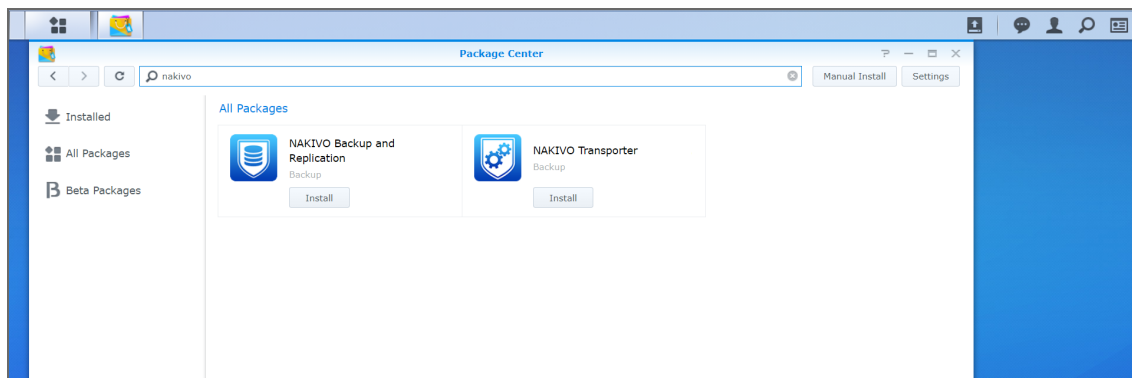 Package Center
nakivo
Manual Install
Settings
Installed
All Packages
Beta Packages
All Packages
NAKIVO Backup and
Replication
Backup
Install
NAKIVO Transporter
Backup
Install